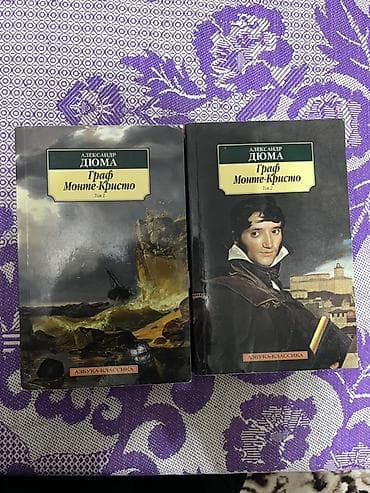 АЛЕКСАНДР
ДЮМА
Граф
Монте-Кристо
Том 1
АЗБУКА-КЛАССИКА
АЛЕКСАНДР
ДЮМА
Граф
Монте-Кристо
Том 2
АЗБУКА-КЛАССИКА